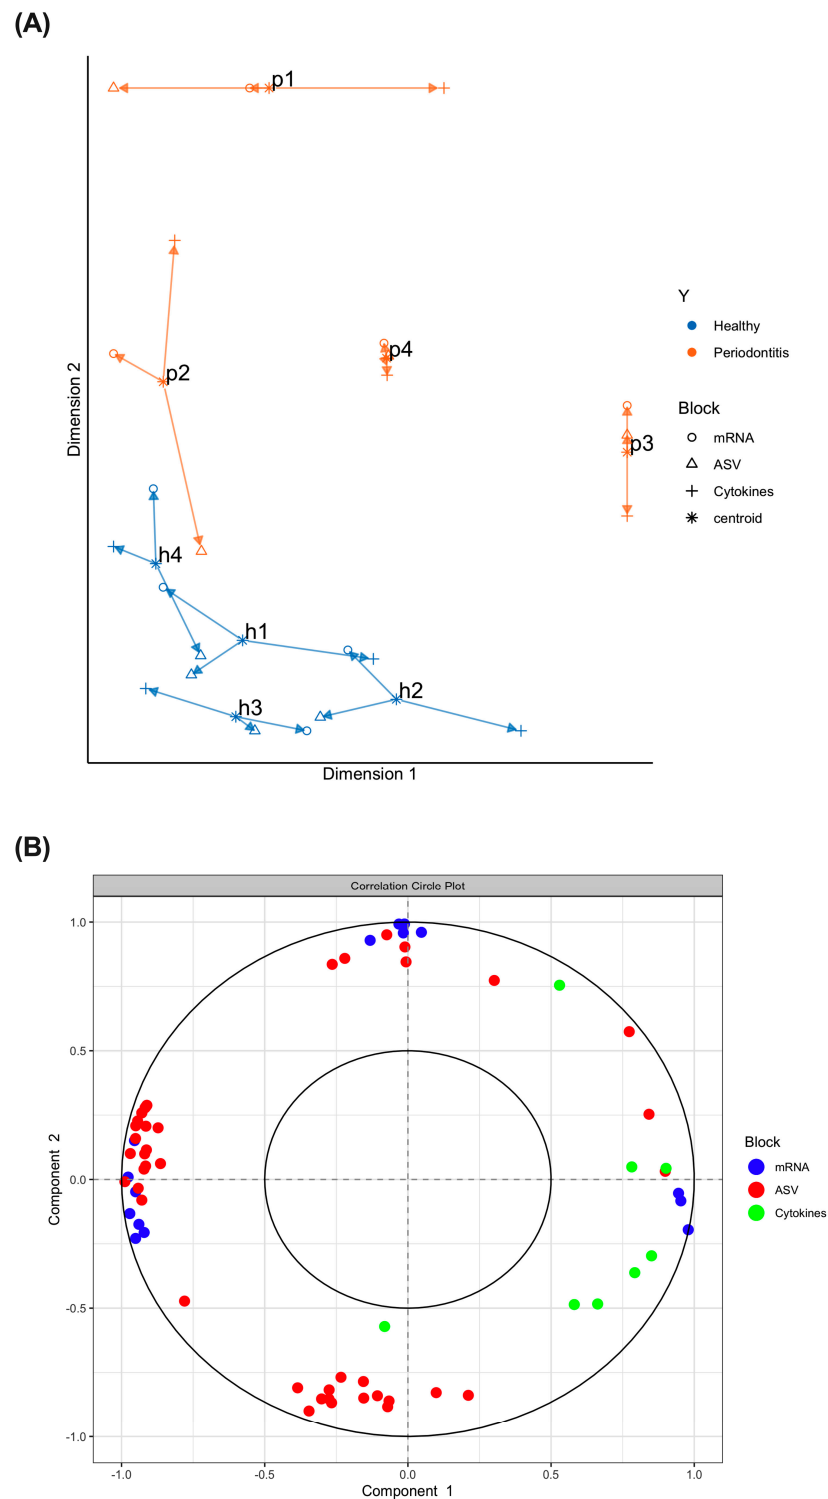 (A)
p1
p2
p4
p3
h4
h1
h2
h3
Dimension 2
Dimension 1
Y
Healthy
Periodontitis
Block
mRNA
ASV
Cytokines
centroid
(B)
Correlation Circle Plot
1.0
0.5
0.0
-0.5
-1.0
Component 2
-1.0 -0.5 0.0 0.5 1.0
Component 1
Block
mRNA
ASV
Cytokines